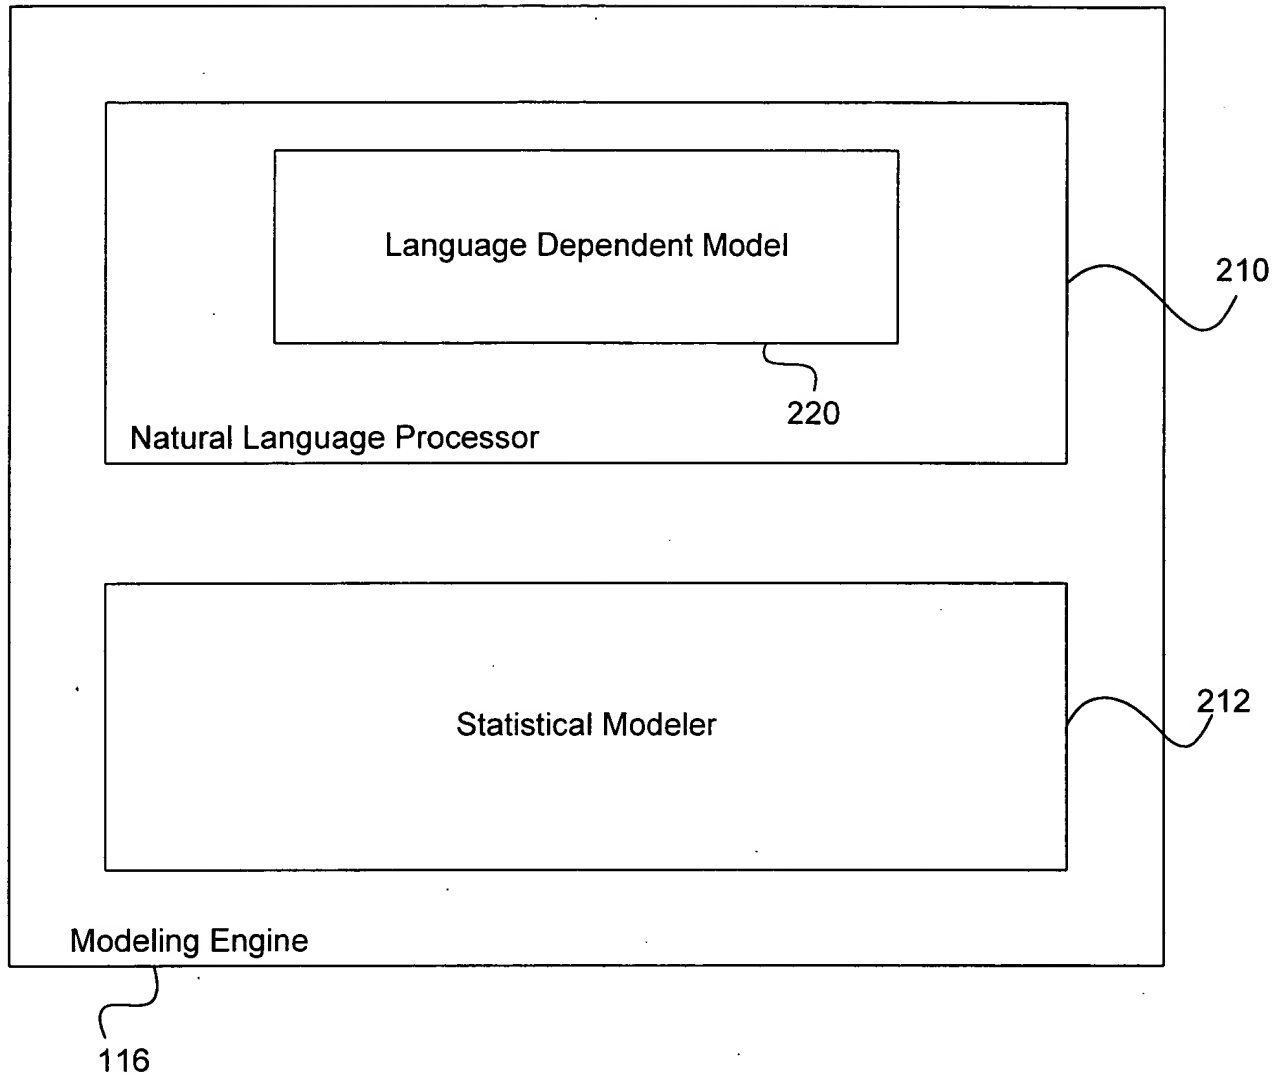 Language Dependent Model
210
220
Natural Language Processor
Statistical Modeler
212
Modeling Engine
116